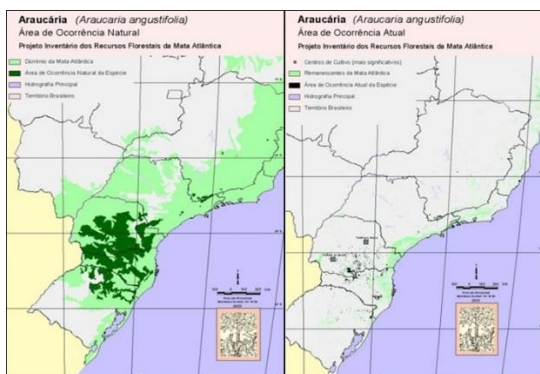 Araucária (Araucaria angustifolia)
Área de Ocorrência Natural
Projeto Inventário dos Recursos Florestais da Mata Atlântica
Domínio da Mata Atlântica
Área de Ocorrência Natural da Espécie
Hidrografia Principal
Território Brasileiro
Araucária (Araucaria angustifolia)
Área de Ocorrência Atual
Projeto Inventário dos Recursos Florestais da Mata Atlântica
Centros de Cultivo (mais significativos)
Remanescentes da Mata Atlântica
Área de Ocorrência Atual da Espécie
Hidrografia Principal
Território Brasileiro